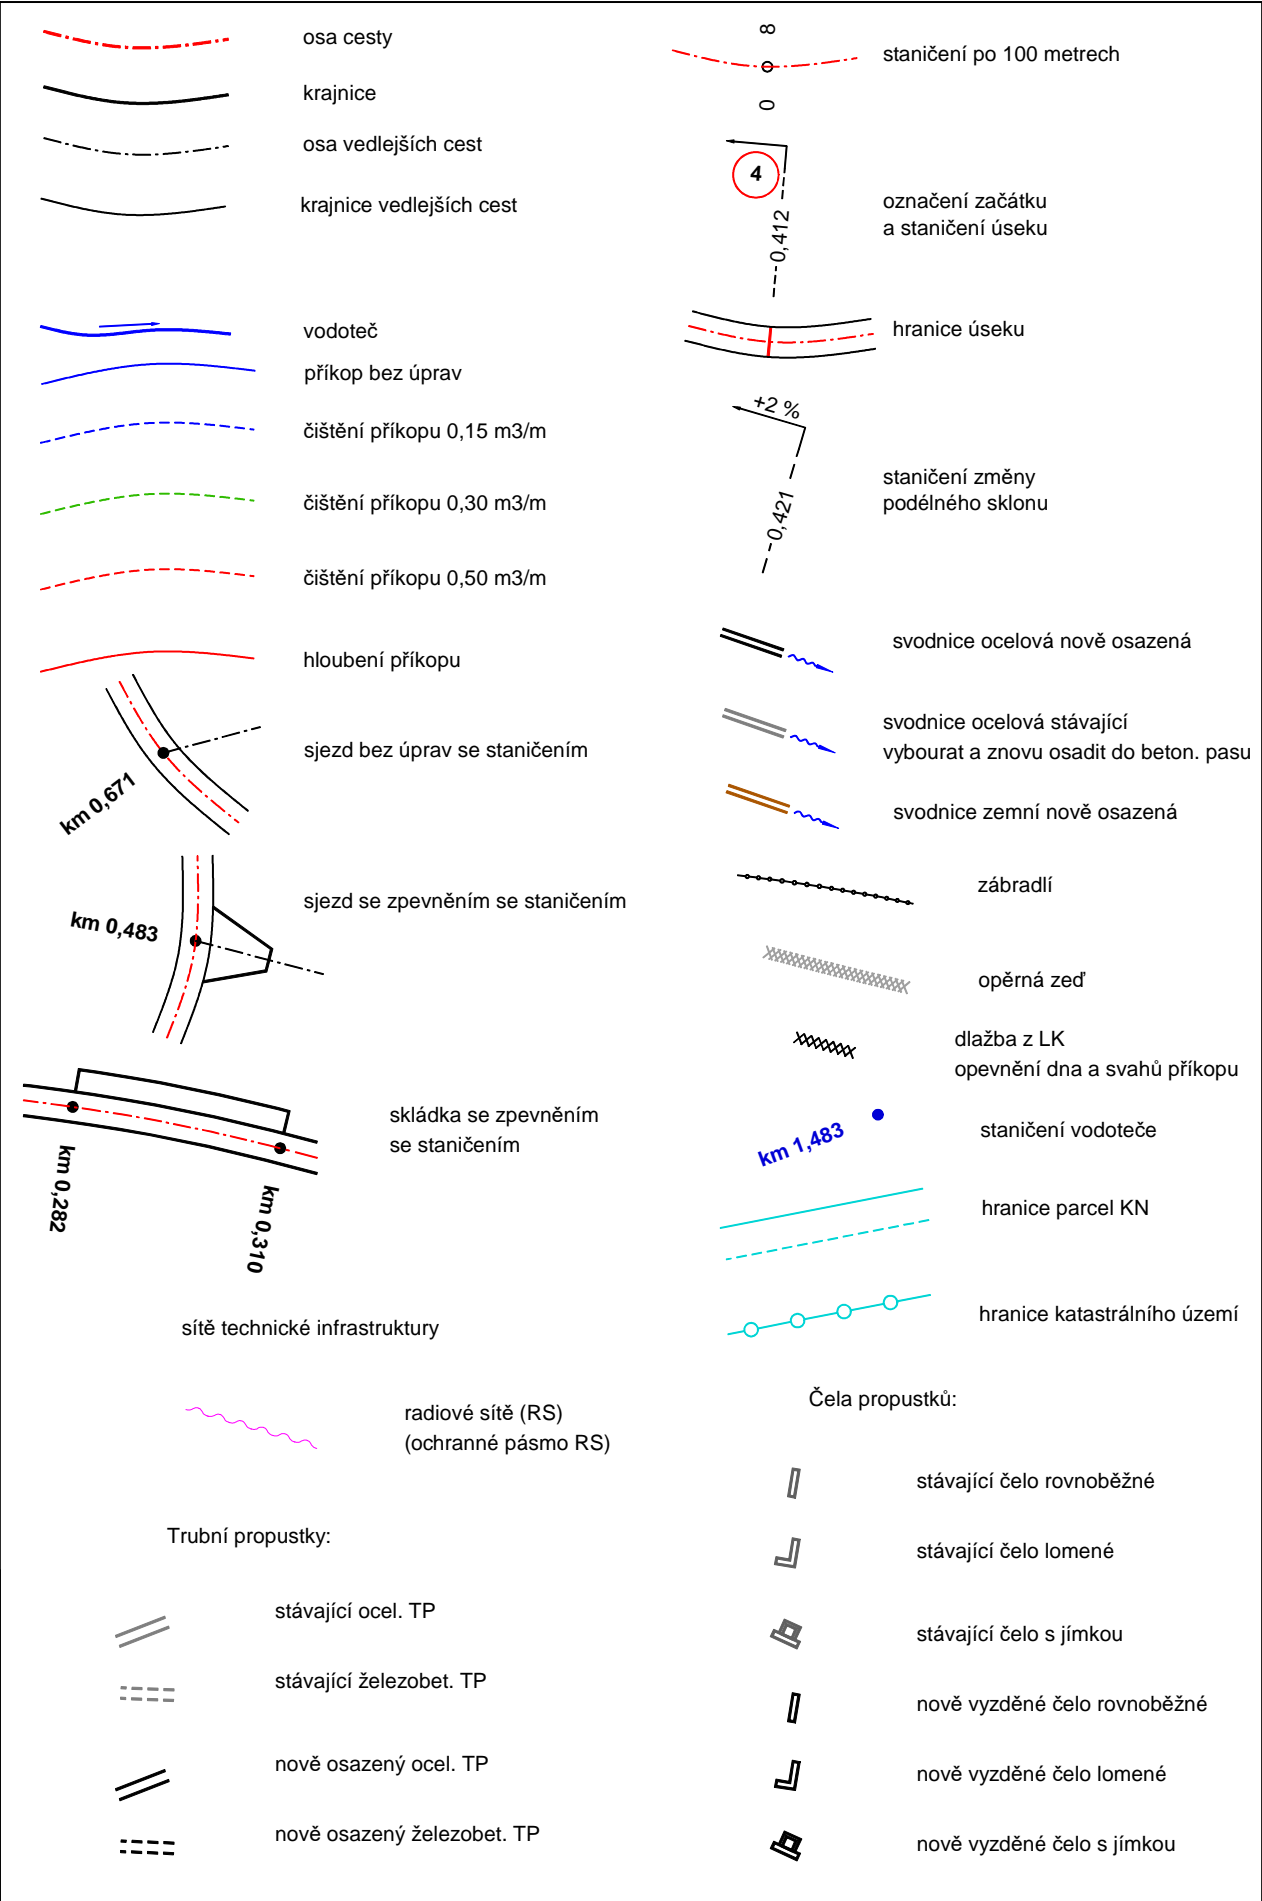 osa cesty
krajnice
osa vedlejších cest
krajnice vedlejších cest
vodoteč
příkop bez úprav
čištění příkopu 0,15 m3/m
čištění příkopu 0,30 m3/m
čištění příkopu 0,50 m3/m
hloubení příkopu
sjezd bez úprav se staničením
km 0,671
sjezd se zpevněním se staničením
km 0,483
skládka se zpevněním
se staničením
km 0,282
km 0,310
sítě technické infrastruktury
radiové sítě (RS)
(ochranné pásmo RS)
Trubní propustky:
stávající ocel. TP
stávající železobet. TP
nově osazený ocel. TP
nově osazený železobet. TP
0 8
staničení po 100 metrech
4
0,412
označení začátku
a staničení úseku
hranice úseku
+2 %
0,421
staničení změny
podélného sklonu
svodnice ocelová nově osazená
svodnice ocelová stávající
vybourat a znovu osadit do beton. pasu
svodnice zemní nově osazená
zábradlí
opěrná zeď
dlažba z LK
opevnění dna a svahů příkopu
km 1,483
staničení vodoteče
hranice parcel KN
hranice katastrálního území
Čela propustků:
stávající čelo rovnoběžné
stávající čelo lomené
stávající čelo s jímkou
nově vyzděné čelo rovnoběžné
nově vyzděné čelo lomené
nově vyzděné čelo s jímkou